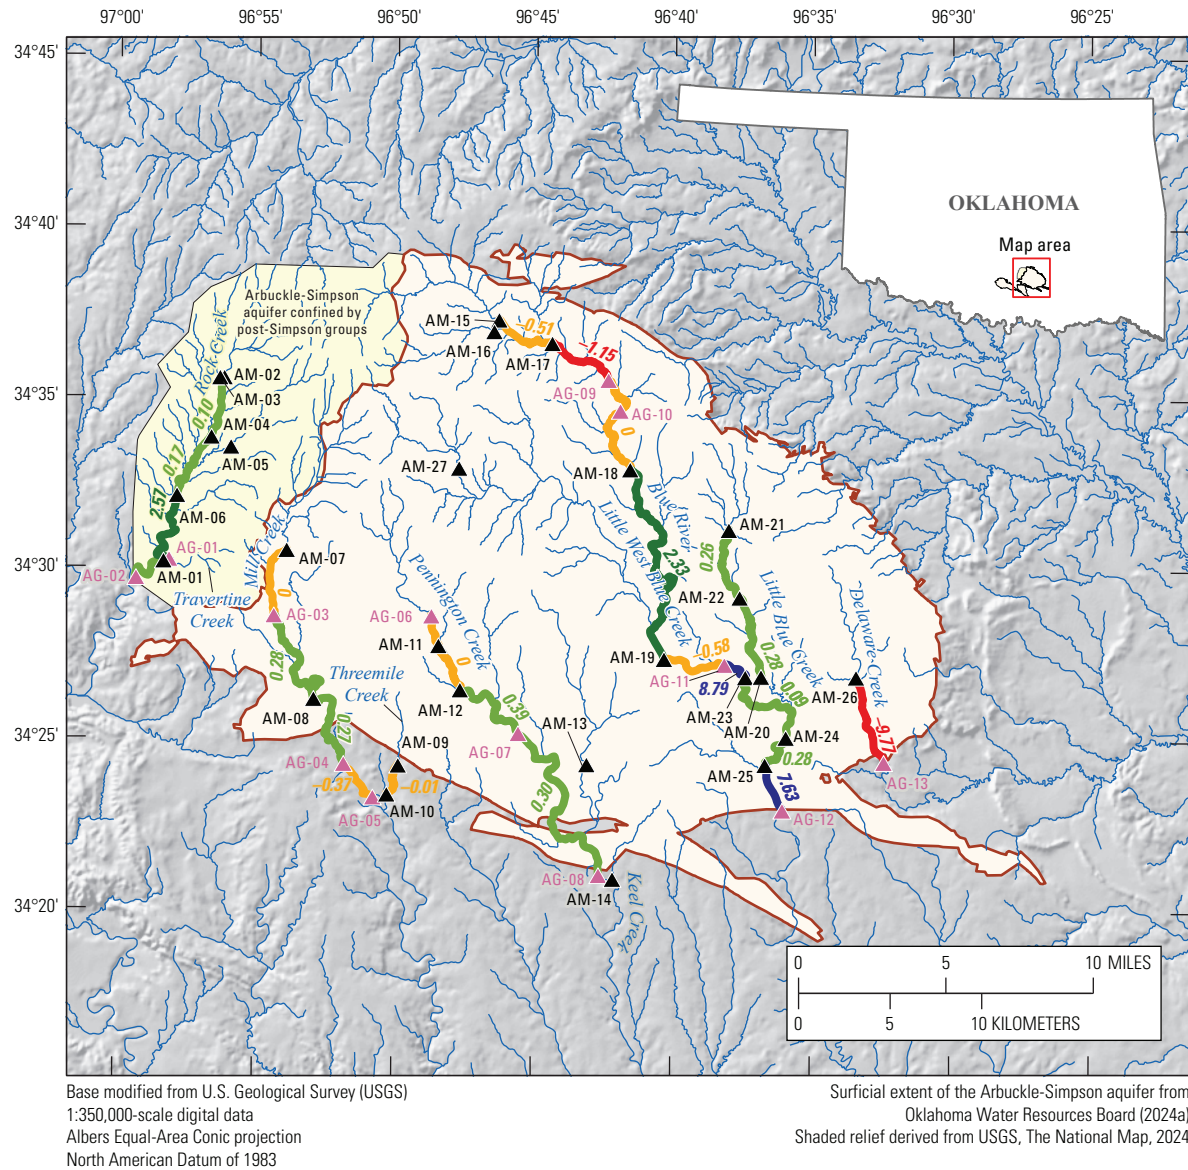 97°00'
96°55'
96°50'
96°45'
96°40'
96°35'
96°30'
96°25'
34°45'
34°40'
34°35'
34°30'
34°25'
34°20'
OKLAHOMA
Map area
Arbuckle-Simpson
aquifer confined by
post-Simpson groups
Rock Creek
AM-02
AM-03
0.10
AM-04
AM-05
0.17
2.57
AM-06
AG-01
AG-02
AM-01
Travertine
Creek
Mill Creek
AM-07
0
AG-03
0.28
AM-08
0.27
AG-04
–0.37
AG-05
Threemile
Creek
AM-09
–0.01
AM-10
AG-06
AM-11
Pennington Creek
0
AM-12
0.39
AG-07
AM-13
0.30
AG-08
AM-14
Keel Creek
AM-15
AM-16
–0.51
AM-17
–1.15
AG-09
AG-10
0
AM-18
AM-27
Blue River
Little West Blue Creek
2.33
AM-19
–0.58
AG-11
8.79
AM-21
0.26
AM-22
Little Blue Creek
0.28
AM-23
AM-20
0.09
AM-24
0.28
AM-25
7.63
AG-12
Delaware Creek
AM-26
–9.77
AG-13
0 5 10 MILES
0 5 10 KILOMETERS
Base modified from U.S. Geological Survey (USGS)
1:350,000-scale digital data
Albers Equal-Area Conic projection
North American Datum of 1983
Surficial extent of the Arbuckle-Simpson aquifer from
Oklahoma Water Resources Board (2024a)
Shaded relief derived from USGS, The National Map, 2024